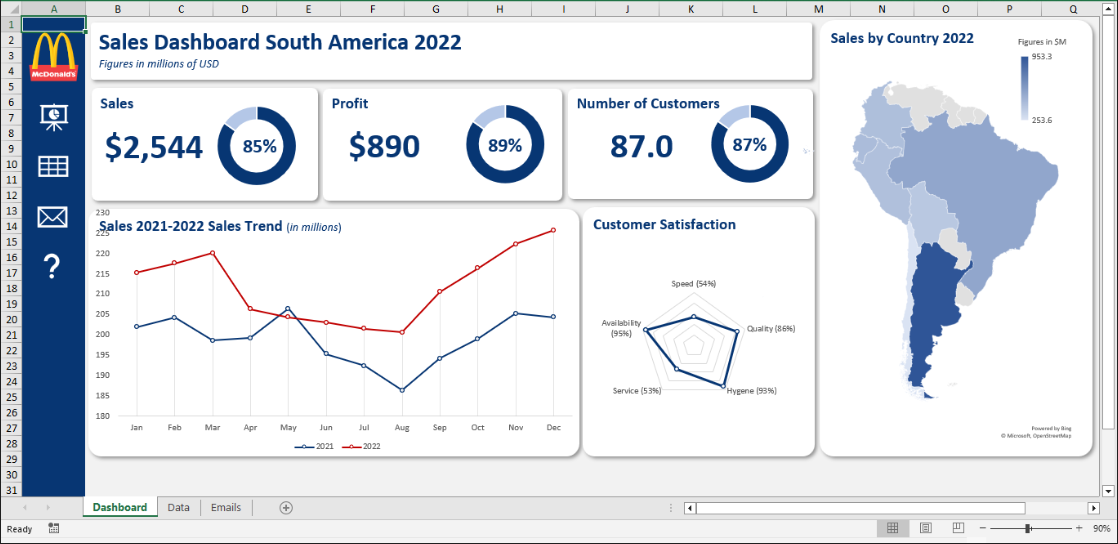 A B C D E F G H I J K L M N O P Q
1
2
3
4
5
6
7
8
9
10
11
12
13
14
15
16
17
18
19
20
21
22
23
24
25
26
27
28
29
30
31
McDonald's
?
Sales Dashboard South America 2022
Figures in millions of USD
Sales
$2,544
85%
Profit
$890
89%
Number of Customers
87.0
87%
Sales 2021-2022 Sales Trend (in millions)
230
225
220
215
210
205
200
195
190
185
180
Jan Feb Mar Apr May Jun Jul Aug Sep Oct Nov Dec
2021 2022
Customer Satisfaction
Speed (54%)
Quality (86%)
Hygene (93%)
Service (53%)
Availability
(95%)
Sales by Country 2022
Figures in $M
953.3
253.6
Powered by Bing
© Microsoft, OpenStreetMap
Dashboard Data Emails
Ready
90%